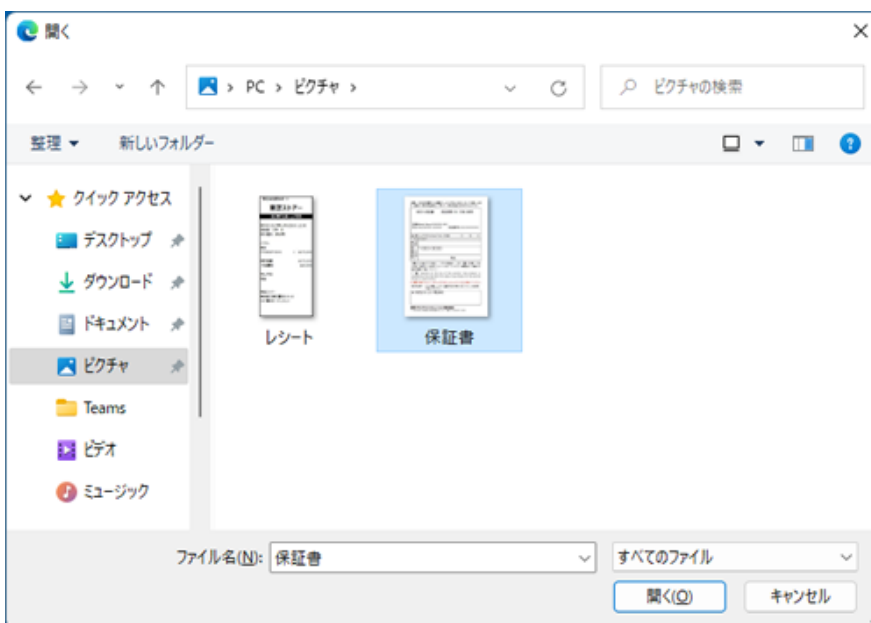 開く
PC > ピクチャ >
ピクチャの検索
整理
新しいフォルダー
クイック アクセス
デスクトップ
ダウンロード
ドキュメント
ピクチャ
Teams
ビデオ
ミュージック
レシート
保証書
ファイル名(N): 保証書
すべてのファイル
開く(O)
キャンセル